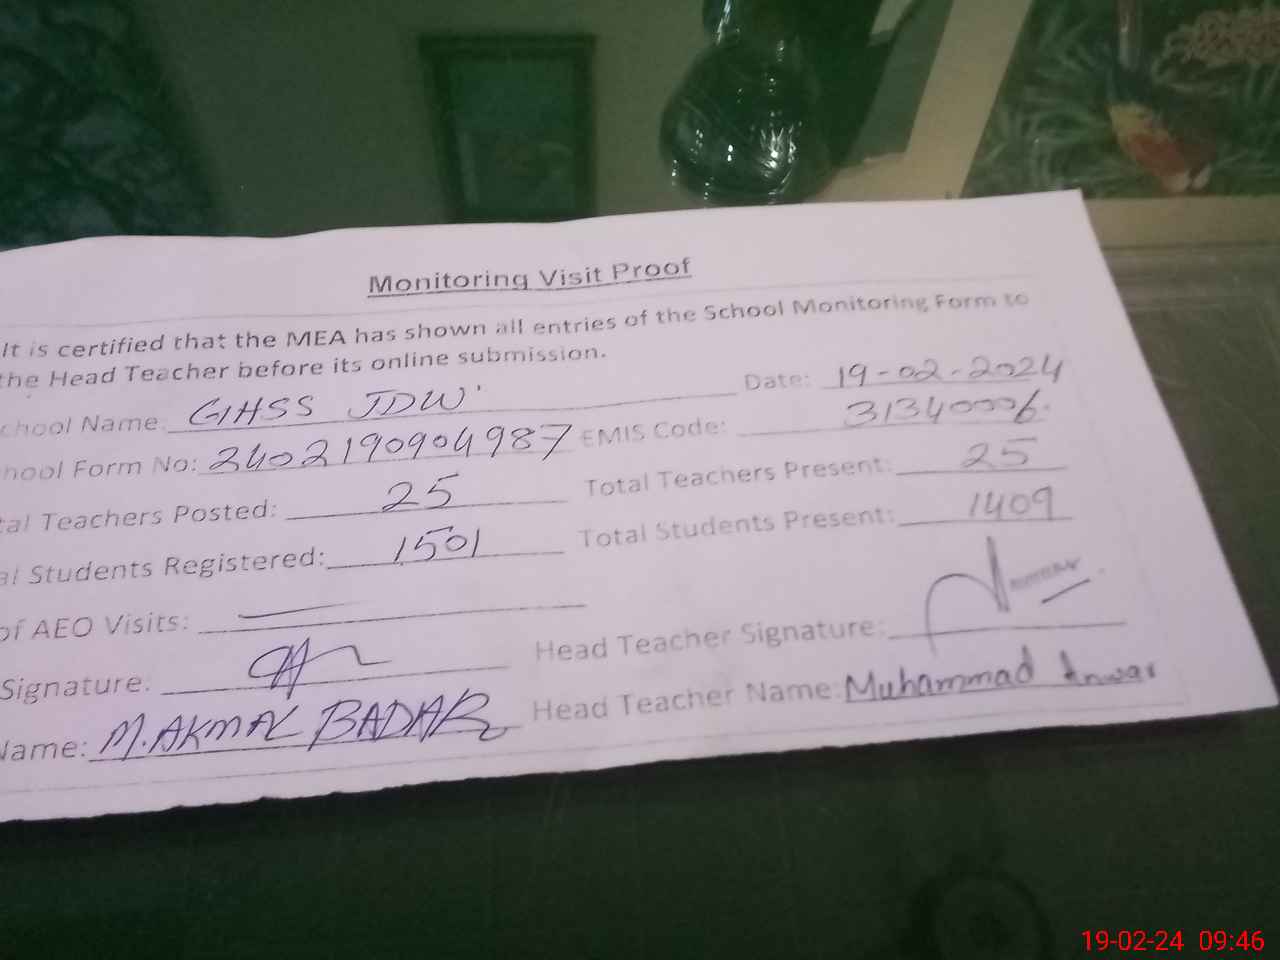 Monitoring Visit Proof
It is certified that the MEA has shown all entries of the School Monitoring Form to
the Head Teacher before its online submission.
chool Name: GHSS JDW Date: 19-02-2024
hool Form No: 2402190904987 EMIS Code: 31340006
tal Teachers Posted: 25 Total Teachers Present: 25
al Students Registered: 1501 Total Students Present: 1409
of AEO Visits:
Signature: Head Teacher Signature:
Name: M. AKMAL BADAR Head Teacher Name: Muhammad Anwar
19-02-24 09:46